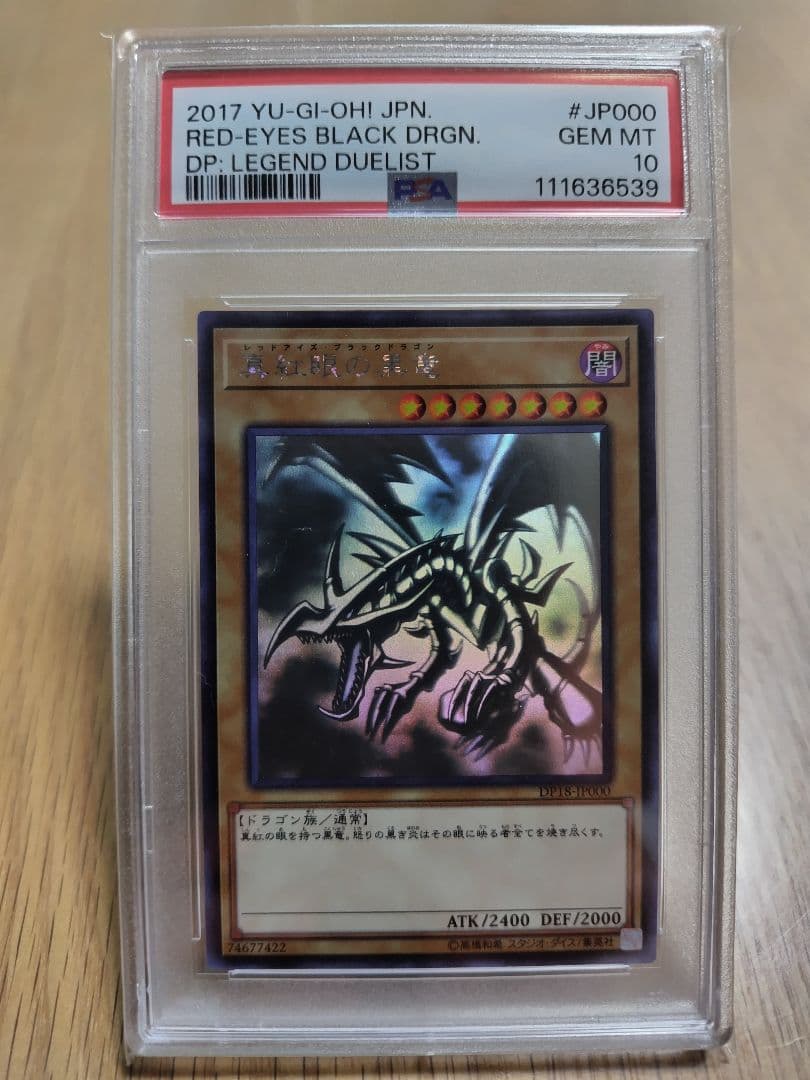 2017 YU-GI-OH! JPN. #JP000
RED-EYES BLACK DRGN. GEM MT
DP: LEGEND DUELIST 10
PSA 111636539
レッドアイズ・ブラックドラゴン
真紅眼の黒竜
やみ
闇
DP18-JP000
【ドラゴン族／通常】
真紅の眼を持つ黒竜。怒りの黒き炎はその眼に映る者全てを焼き尽くす。
ATK/2400 DEF/2000
74677422 ©高橋和希 スタジオ・ダイス/集英社